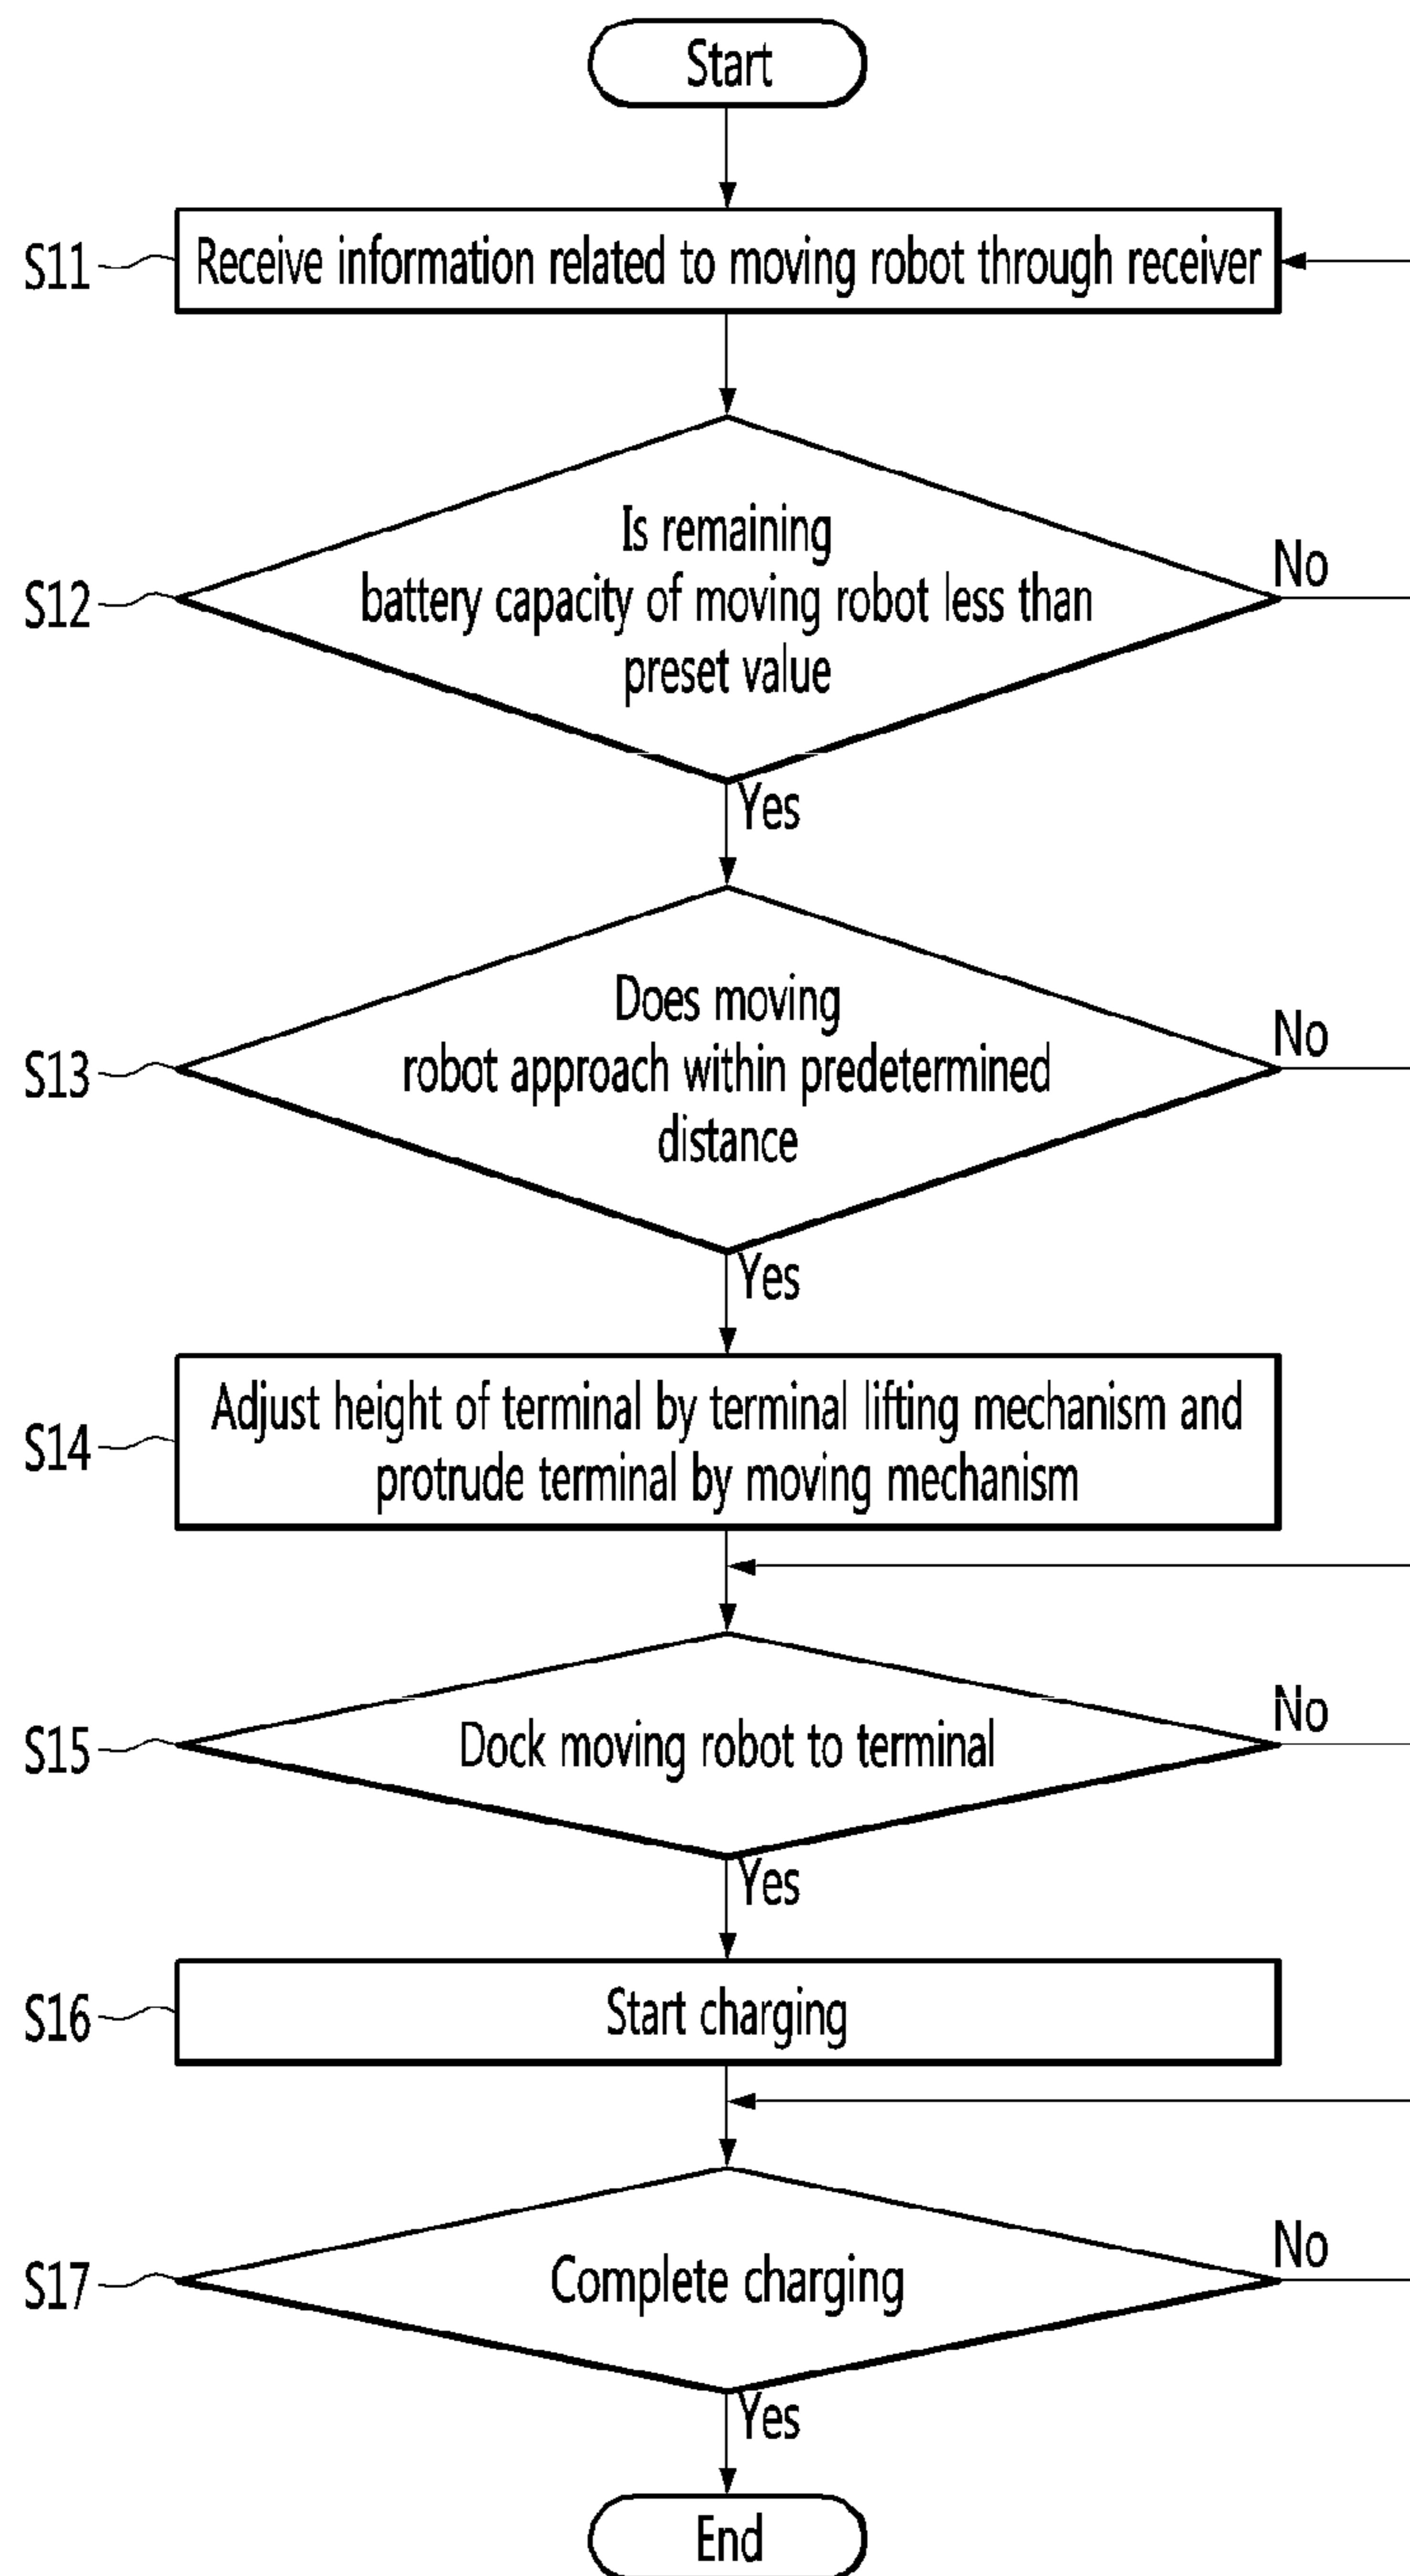 Start
S11
Receive information related to moving robot through receiver
Is remaining
No
S12
battery capacity of moving robot less than
preset value
Yes
Does moving
No
S13
robot approach within predetermined
distance
Yes
Adjust height of terminal by terminal lifting mechanism and
S14
protrude terminal by moving mechanism
No
S15
Dock moving robot to terminal
Yes
S16
Start charging
No
S17
Complete charging
Yes
End